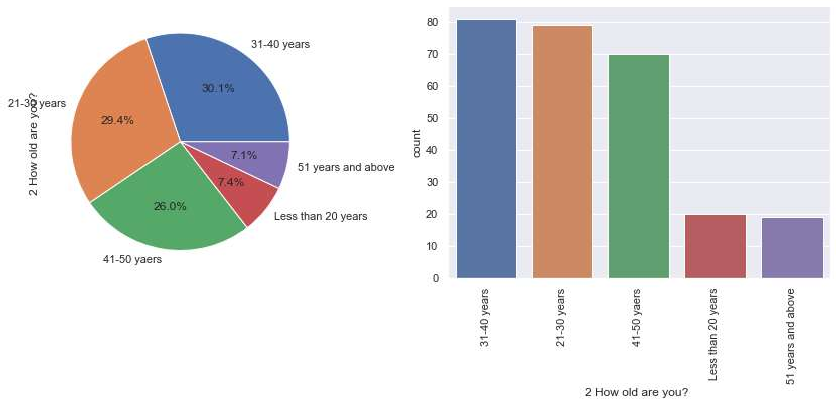 31-40 years
30.1%
21-30 years
29.4%
2 How old are you?
7.1%
51 years and above
7.4%
26.0%
Less than 20 years
41-50 yaers
80
70
60
50
40
30
20
10
0
count
31-40 years
21-30 years
41-50 yaers
Less than 20 years
51 years and above
2 How old are you?